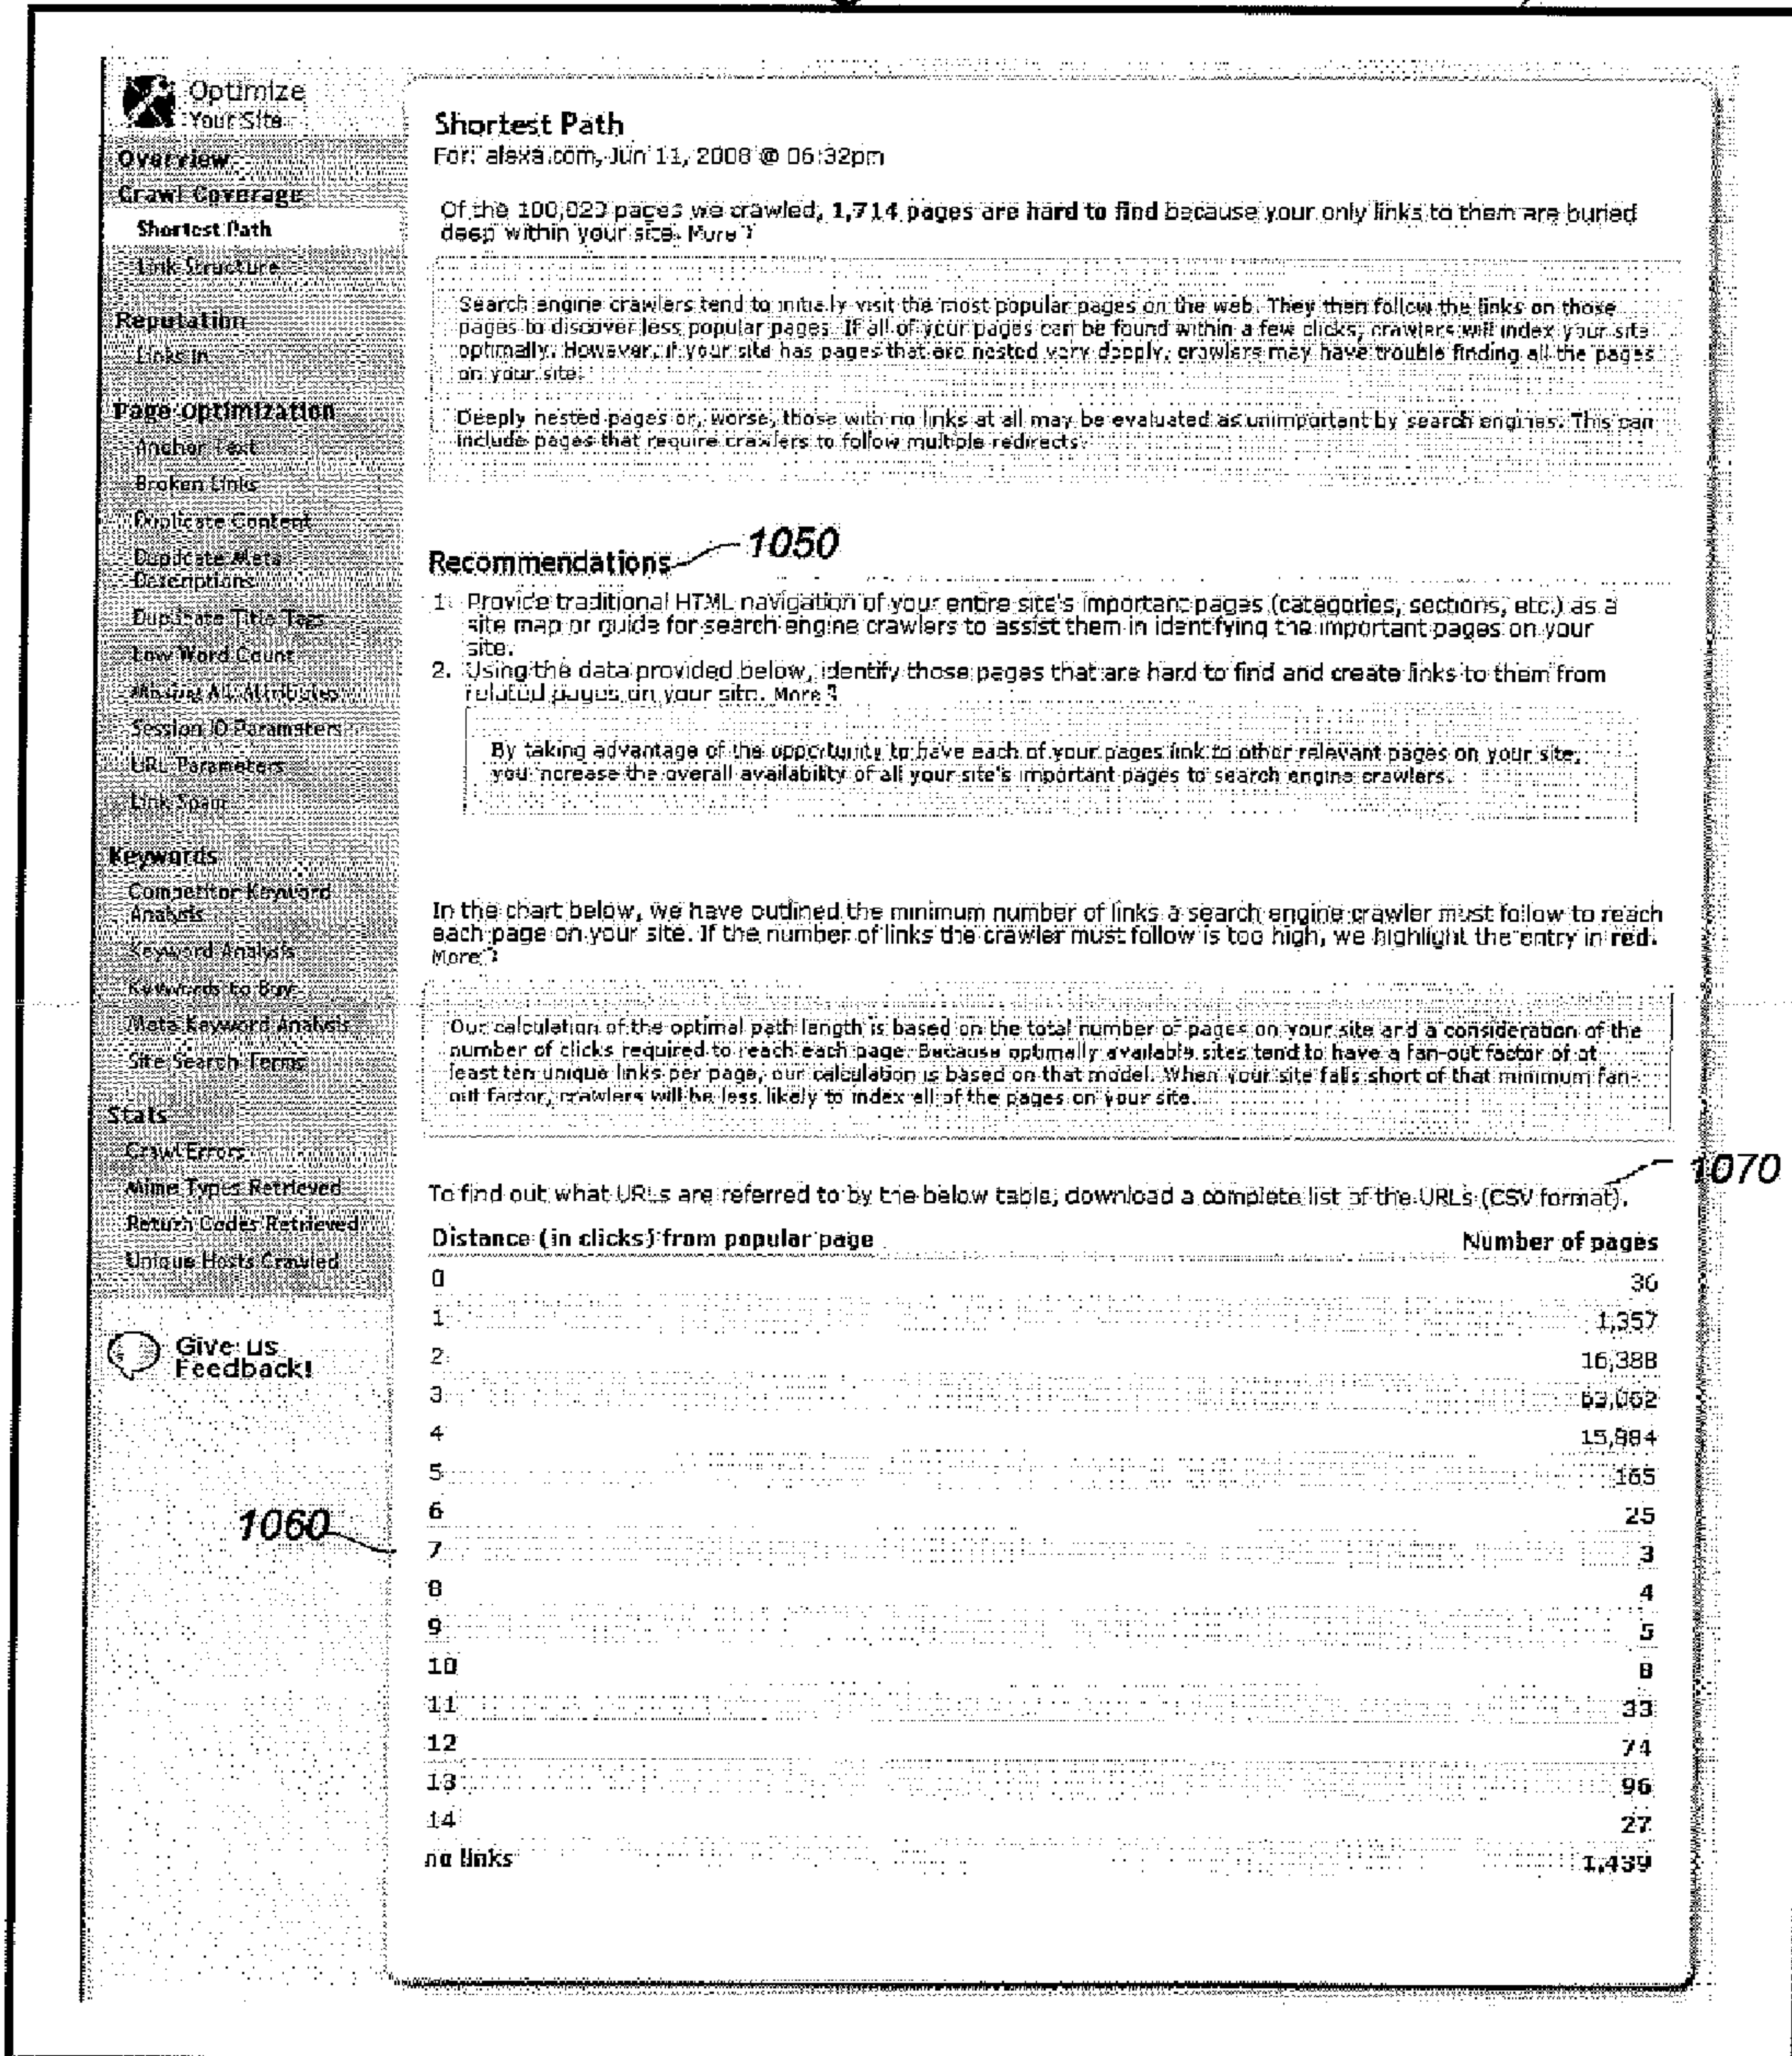 Optimize
Your Site
Overview
Crawl Coverage
Shortest Path
Link Structure
Reputation
Links In
Page Optimization
Anchor Text
Broken Links
Duplicate Content
Duplicate Meta
Descriptions
Duplicate Title Tags
Low Word Count
Missing Alt Attributes
Session ID Parameters
URL Parameters
Link Spam
Keywords
Competitor Keyword
Analysis
Keyword Analysis
Keywords to Buy
Meta Keyword Analysis
Site Search Terms
Stats
Crawl Errors
Mime Types Retrieved
Return Codes Retrieved
Unique Hosts Crawled
Give us
Feedback!
Shortest Path
For: alexa.com, Jun 11, 2008 @ 06:32pm
Of the pages we crawled, 1,714 pages are hard to find because your only links to them are buried
deep within your site. More
Search engine crawlers tend to initially visit the most popular pages on the web. They then follow the links on those
pages to discover less popular pages. If all of your pages can be found within a few clicks, crawlers will index your site
optimally. However, if your site has pages that are nested very deeply, crawlers may have trouble finding all the pages
on your site.
Deeply nested pages or, worse, those with no links at all may be evaluated as unimportant by search engines. This can
include pages that require crawlers to follow multiple redirects.
Recommendations 1050
1. Provide traditional HTML navigation of your entire site's important pages (categories, sections, etc.) as a
site map or guide for search engine crawlers to assist them in identifying the important pages on your
site.
2. Using the data provided below, identify those pages that are hard to find and create links to them from
related pages on your site. More
By taking advantage of the opportunity to have each of your pages link to other relevant pages on your site,
you increase the overall availability of all your site's important pages to search engine crawlers.
In the chart below, we have outlined the minimum number of links a search engine crawler must follow to reach
each page on your site. If the number of links the crawler must follow is too high, we highlight the entry in red.
More
Our calculation of the optimal path length is based on the total number of pages on your site and a consideration of the
number of clicks required to reach each page. Because optimally available sites tend to have a fan-out factor of at
least ten unique links per page, our calculation is based on that model. When your site falls short of that minimum fan-
out factor, crawlers will be less likely to index all of the pages on your site.
1070
To find out what URLs are referred to by the below table, download a complete list of the URLs (CSV format).
Distance (in clicks) from popular page Number of pages
0 36
1 1,357
2 16,388
3
4 15,984
5 165
6 25
1060
7 3
8 4
9 5
10 8
11 33
12 74
13 96
14 27
no links 1,439